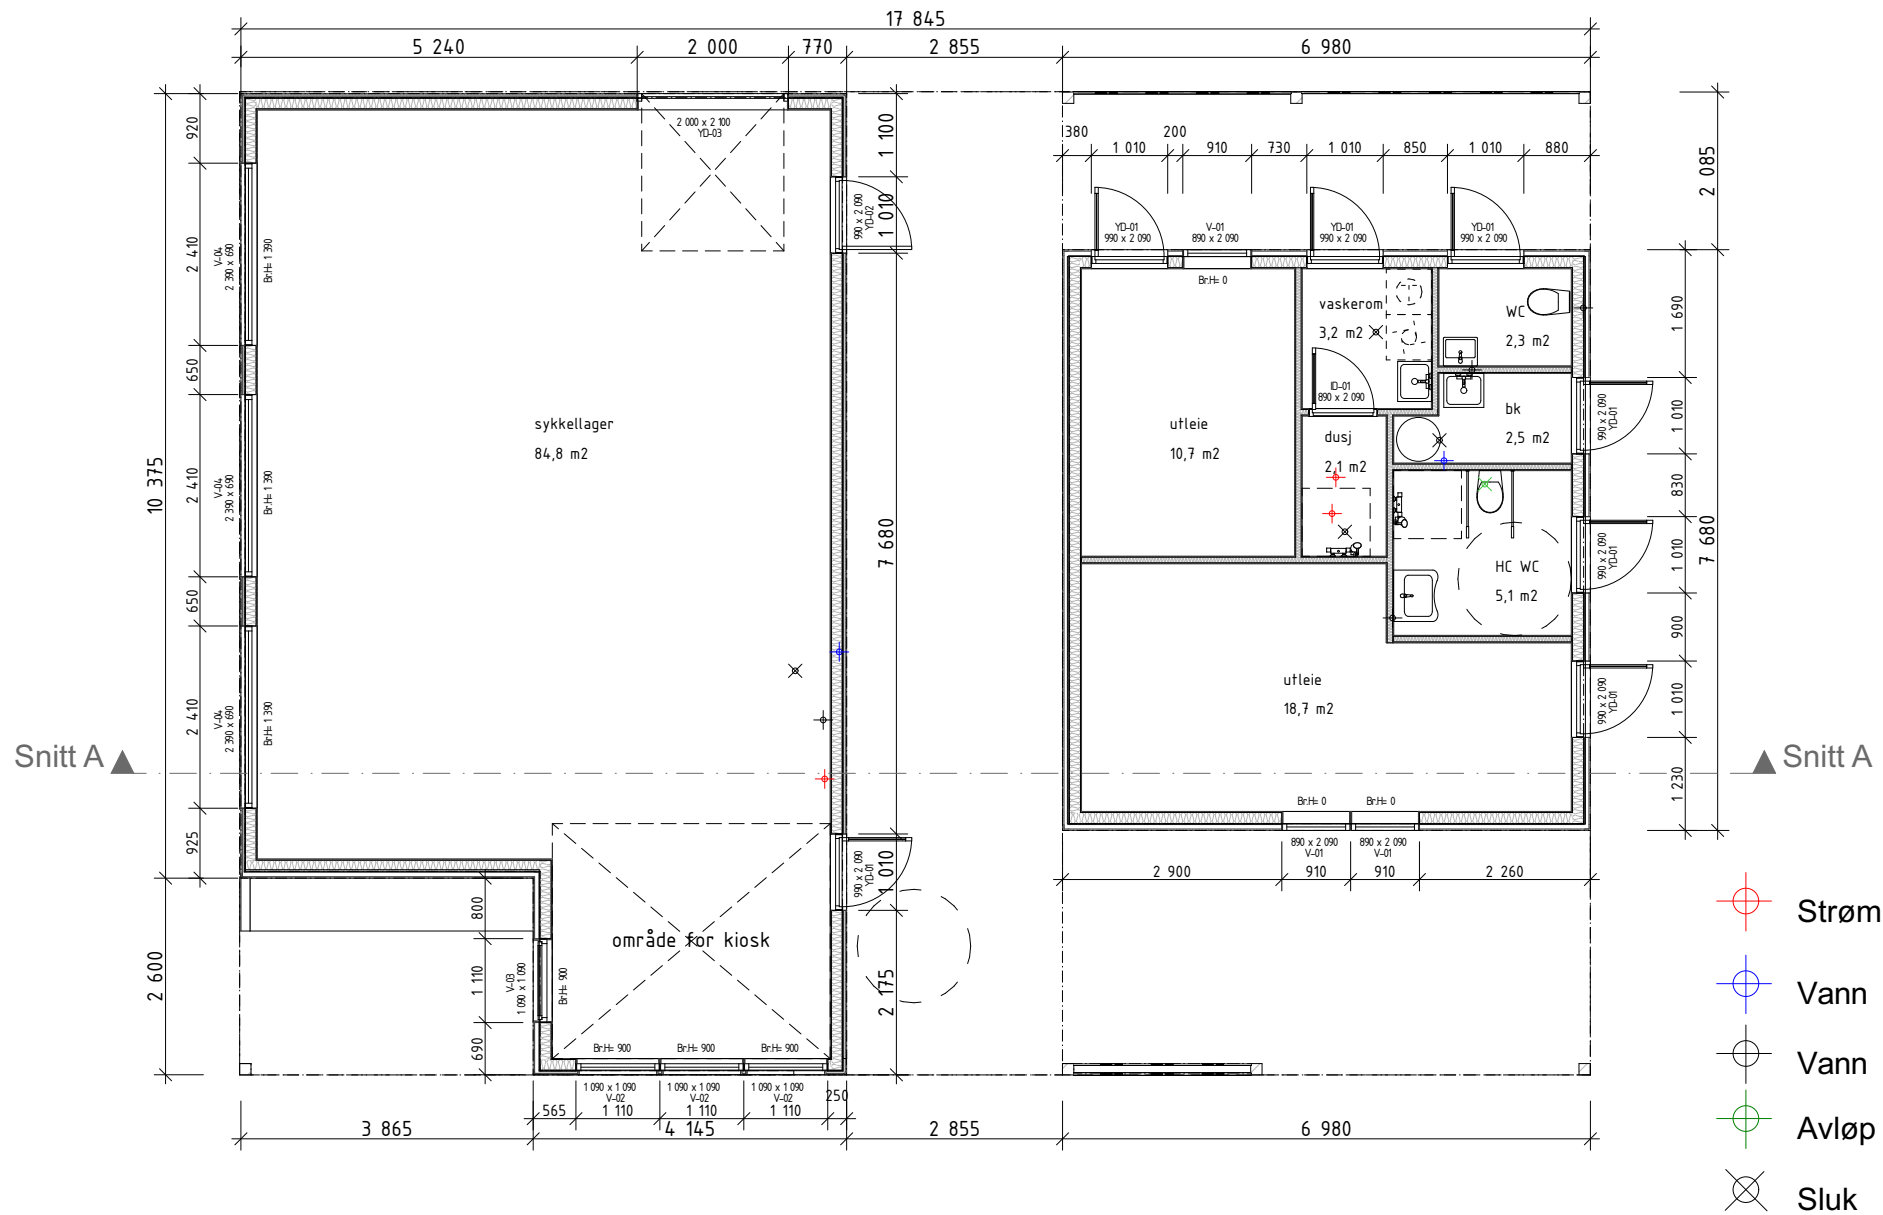 17 845
5 240
2 000
770
2 855
6 980
920
2 410
650
2 410
650
2 410
925
10 375
2 600
V-04
2 390 x 690
Br.H= 1 390
V-04
2 390 x 690
Br.H= 1 390
V-04
2 390 x 690
Br.H= 1 390
2 000 x 2 100
YD-03
1 100
1 010
990 x 2 090
YD-02
7 680
990 x 2 090
YD-01
1 010
2 175
sykkellager
84,8 m2
område for kiosk
800
1 110
690
V-03
1 090 x 1 090
Br.H= 900
Br.H= 900
Br.H= 900
Br.H= 900
1 090 x 1 090
V-02
1 090 x 1 090
V-02
1 090 x 1 090
V-02
565
1 110
1 110
1 110
250
3 865
4 145
2 855
6 980
380
200
1 010
910
730
1 010
850
1 010
880
2 085
YD-01
990 x 2 090
V-01
890 x 2 090
YD-01
990 x 2 090
YD-01
990 x 2 090
Br.H= 0
vaskerom
3,2 m2
WC
2,3 m2
ID-01
890 x 2 090
utleie
10,7 m2
dusj
2,1 m2
bk
2,5 m2
HC WC
5,1 m2
utleie
18,7 m2
990 x 2 090
YD-01
990 x 2 090
YD-01
990 x 2 090
YD-01
1 690
1 010
830
1 010
900
1 010
1 230
7 680
Br.H= 0
Br.H= 0
890 x 2 090
V-01
890 x 2 090
V-01
2 900
910
910
2 260
Snitt A
Snitt A
Strøm
Vann
Vann
Avløp
Sluk